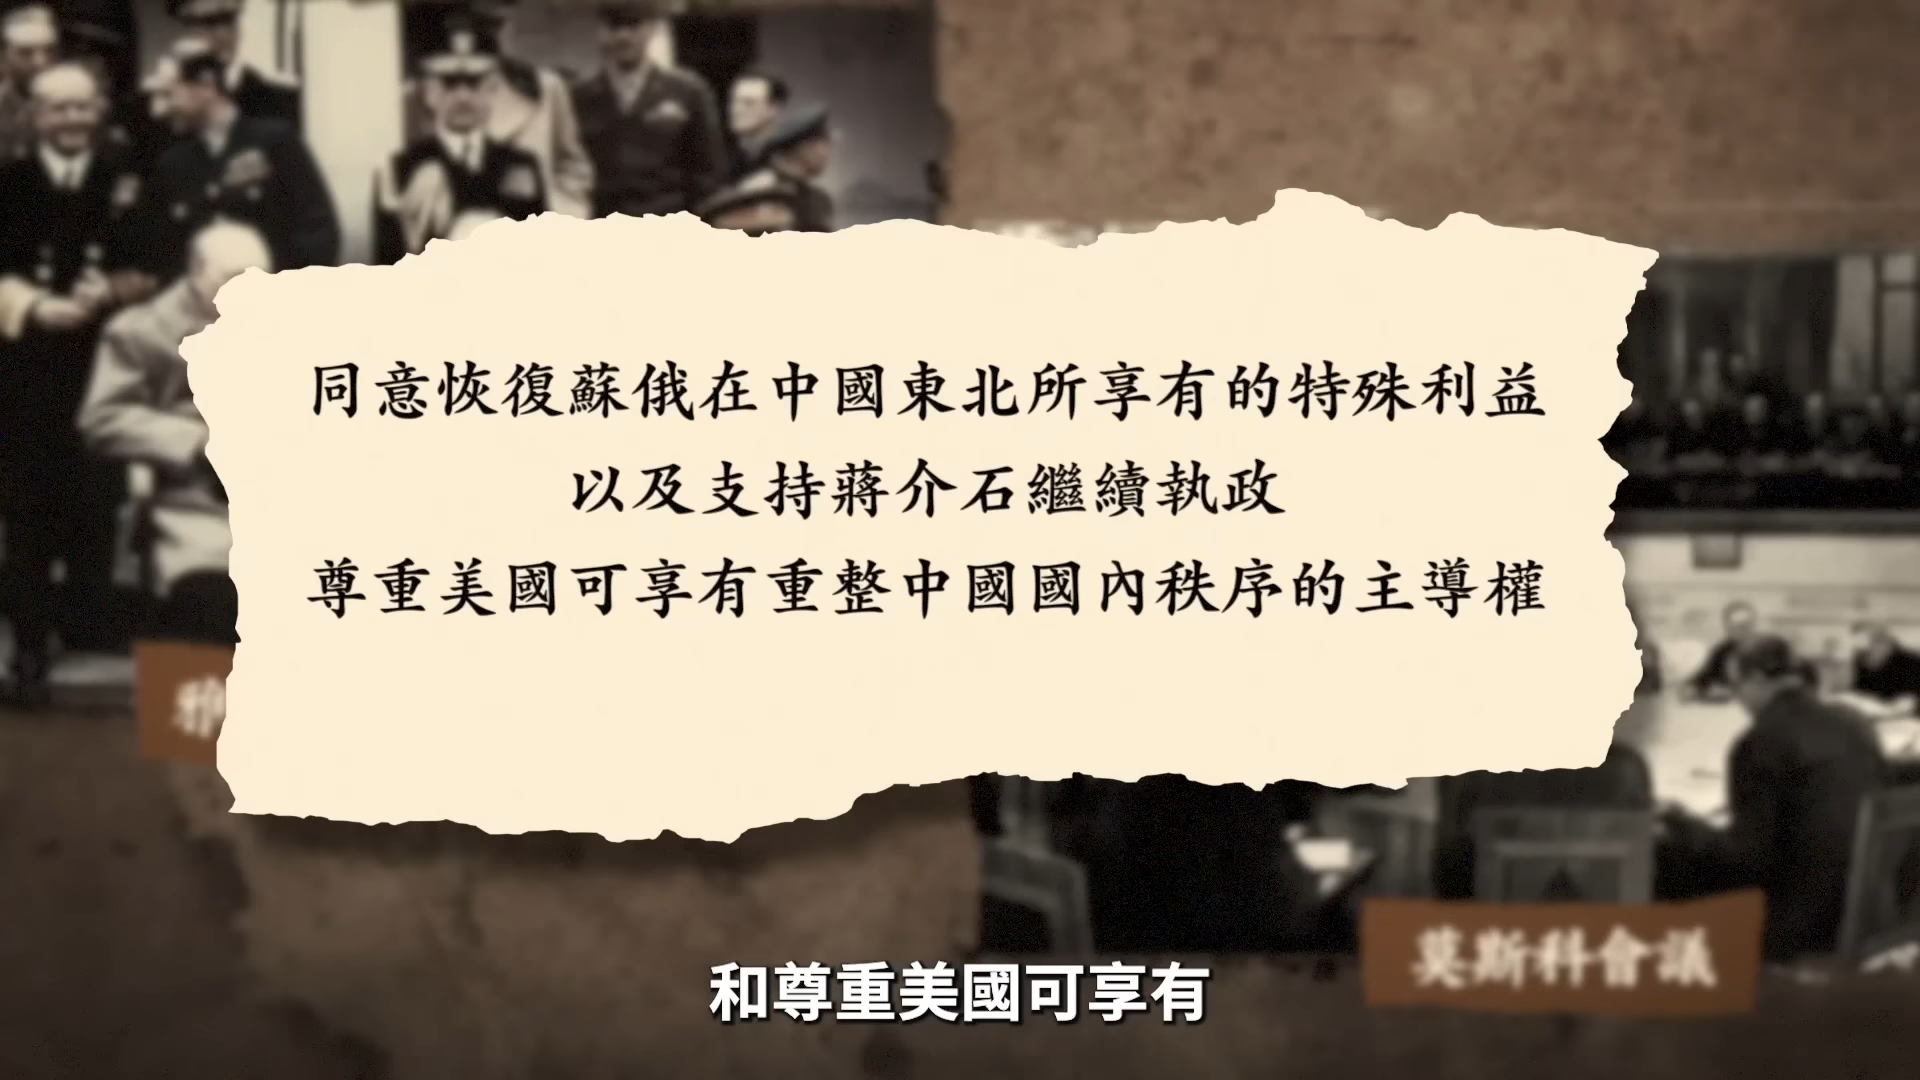 同意恢復蘇俄在中國東北所享有的特殊利益
以及支持蔣介石繼續執政
尊重美國可享有重整中國國內秩序的主導權
莫斯科會議
和尊重美國可享有